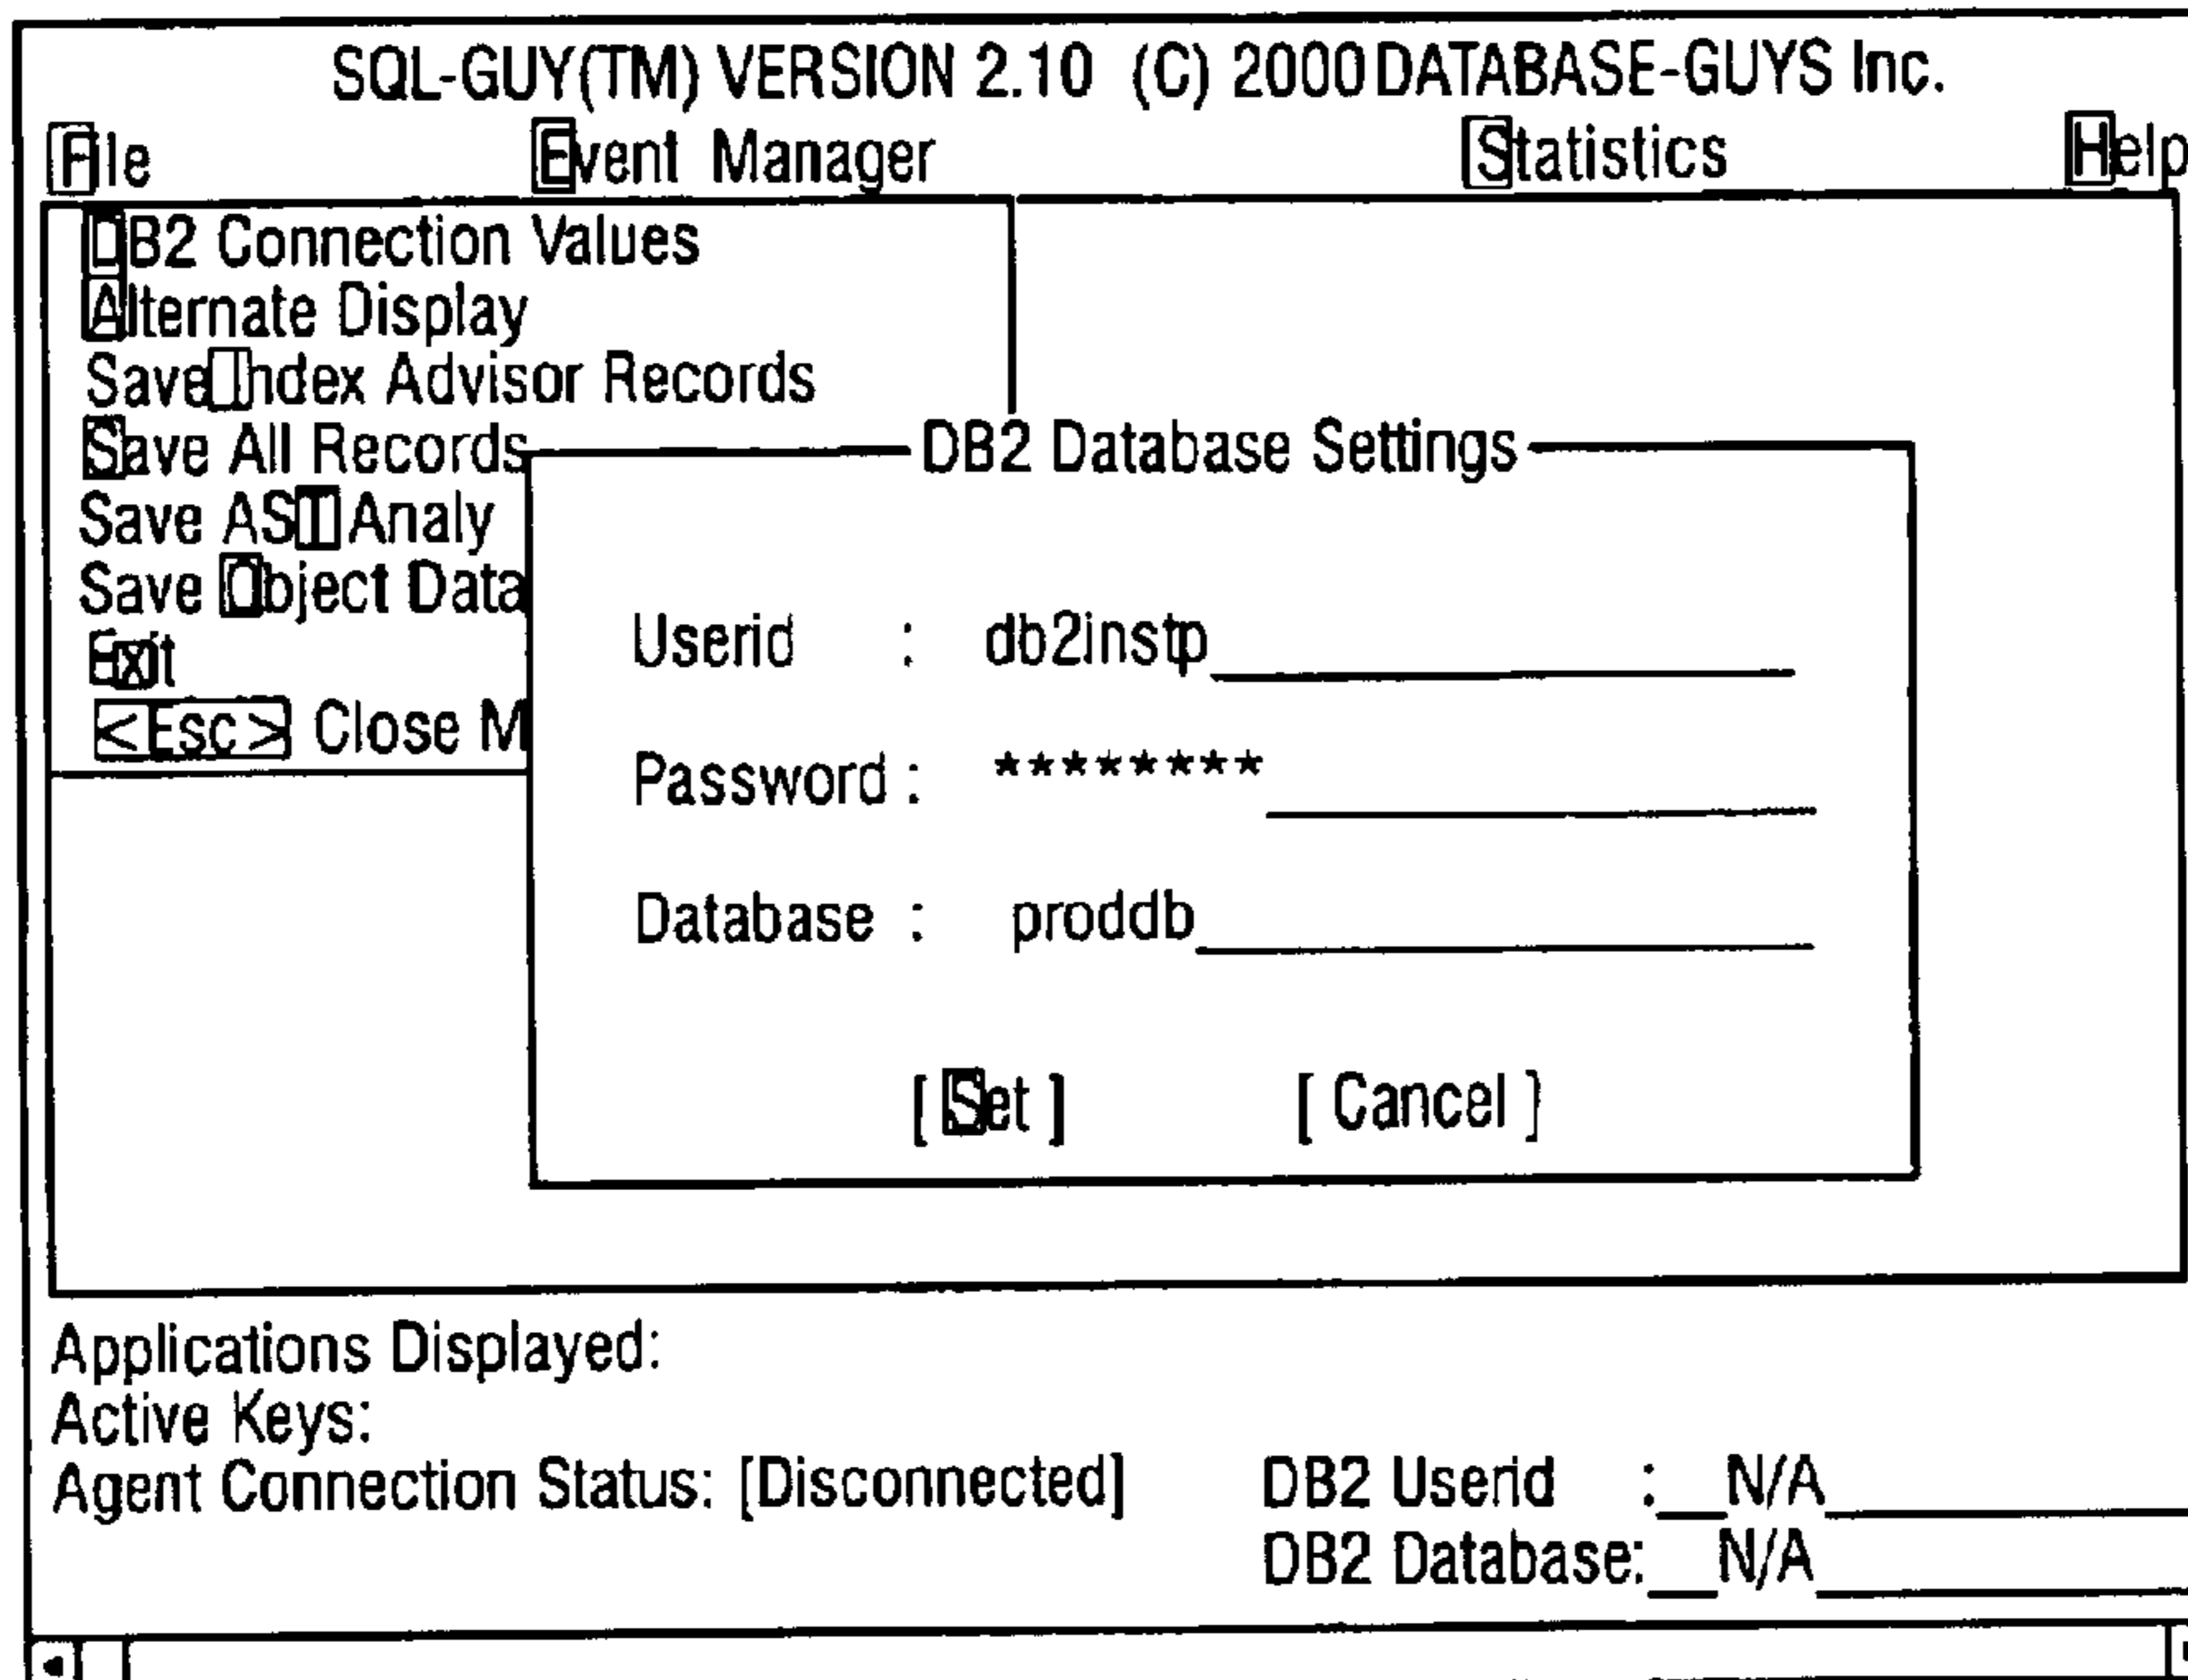 SQL-GUY(TM) VERSION 2.10 (C) 2000 DATABASE-GUYS Inc.
File Event Manager Statistics Help
DB2 Connection Values
Alternate Display
Save Index Advisor Records
Save All Records
Save AST Analy
Save Object Data
Exit
<Esc> Close M
DB2 Database Settings
Userid : db2instp
Password : ********
Database : proddb
[ Set ] [ Cancel ]
Applications Displayed:
Active Keys:
Agent Connection Status: [Disconnected] DB2 Userid : N/A
DB2 Database: N/A